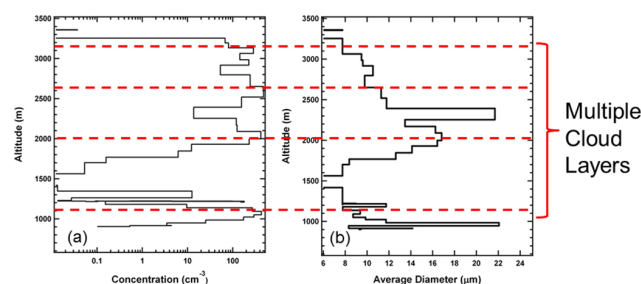 3500
3000
2500
2000
1500
1000
Altitude (m)
(a)
0.1
1
10
100
Concentration (cm⁻³)
3500
3000
2500
2000
1500
1000
Altitude (m)
(b)
6
8
10
12
14
16
18
20
22
24
Average Diameter (μm)
Multiple
Cloud
Layers